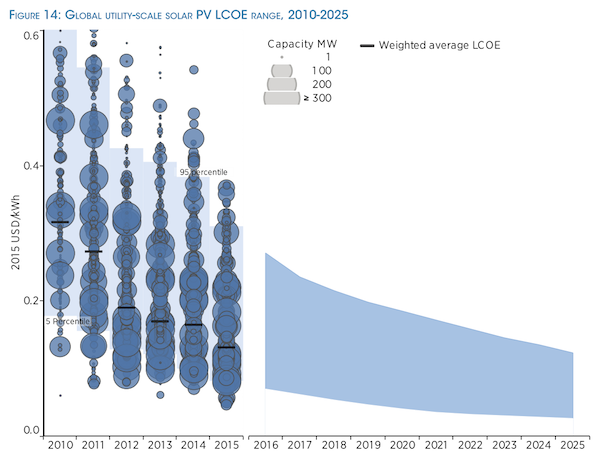 Figure 14: Global utility-scale solar PV LCOE range, 2010-2025
0.6
Capacity MW
Weighted average LCOE
1
100
200
≥ 300
0.4
95 percentile
2015 USD/kWh
0.2
5 Percentile
0.0
2010 2011 2012 2013 2014 2015 2016 2017 2018 2019 2020 2021 2022 2023 2024 2025